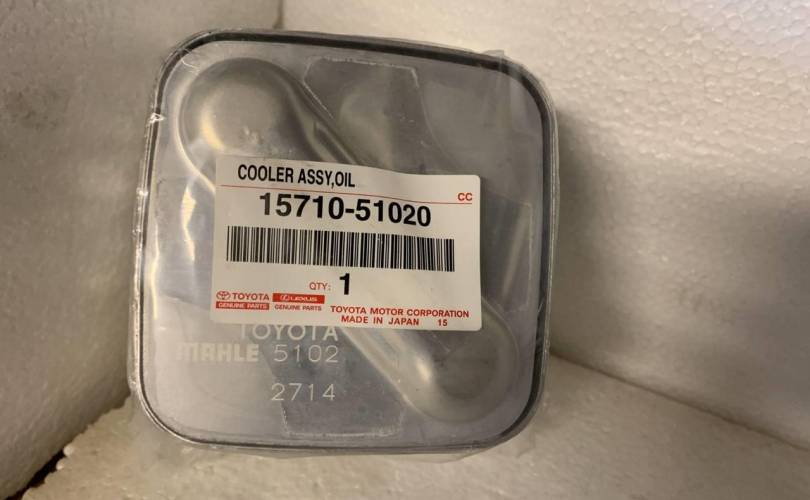 COOLER ASSY,OIL
CC
15710-51020
QTY: 1
TOYOTA LEXUS
GENUINE PARTS GENUINE PARTS
TOYOTA MOTOR CORPORATION
MADE IN JAPAN 15
TOYOTA
MAHLE 5102
2714